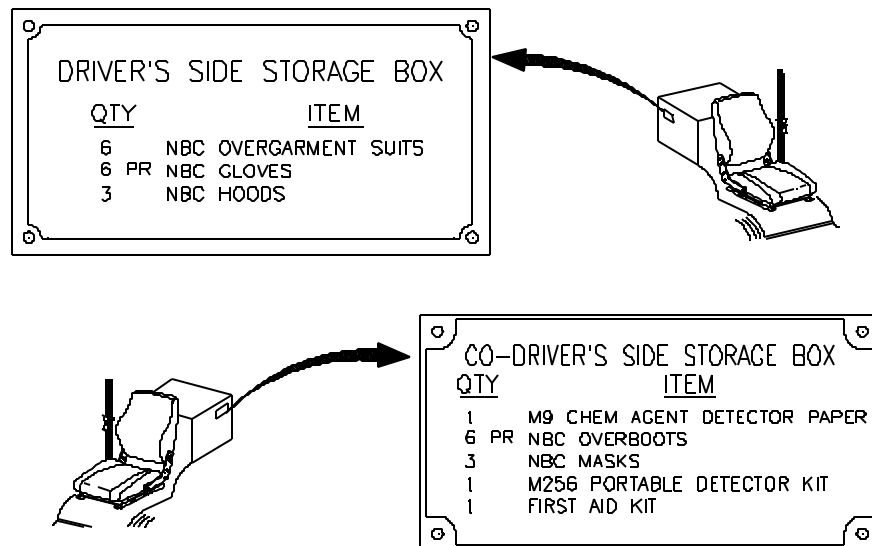 DRIVER'S SIDE STORAGE BOX
QTY ITEM
6 NBC OVERGARMENT SUITS
6 PR NBC GLOVES
3 NBC HOODS
CO-DRIVER'S SIDE STORAGE BOX
QTY ITEM
1 M9 CHEM AGENT DETECTOR PAPER
6 PR NBC OVERBOOTS
3 NBC MASKS
1 M256 PORTABLE DETECTOR KIT
1 FIRST AID KIT